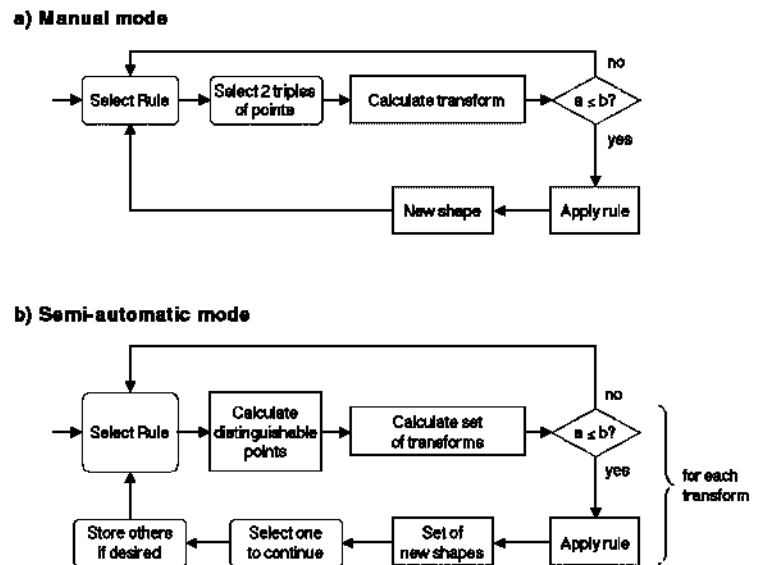 a) Manual mode
no
Select Rule
Select 2 triples
of points
Calculate transform
a ≤ b?
yes
New shape
Apply rule
b) Semi-automatic mode
no
Select Rule
Calculate
distinguishable
points
Calculate set
of transforms
a ≤ b?
yes
for each
transform
Store others
if desired
Select one
to continue
Set of
new shapes
Apply rule